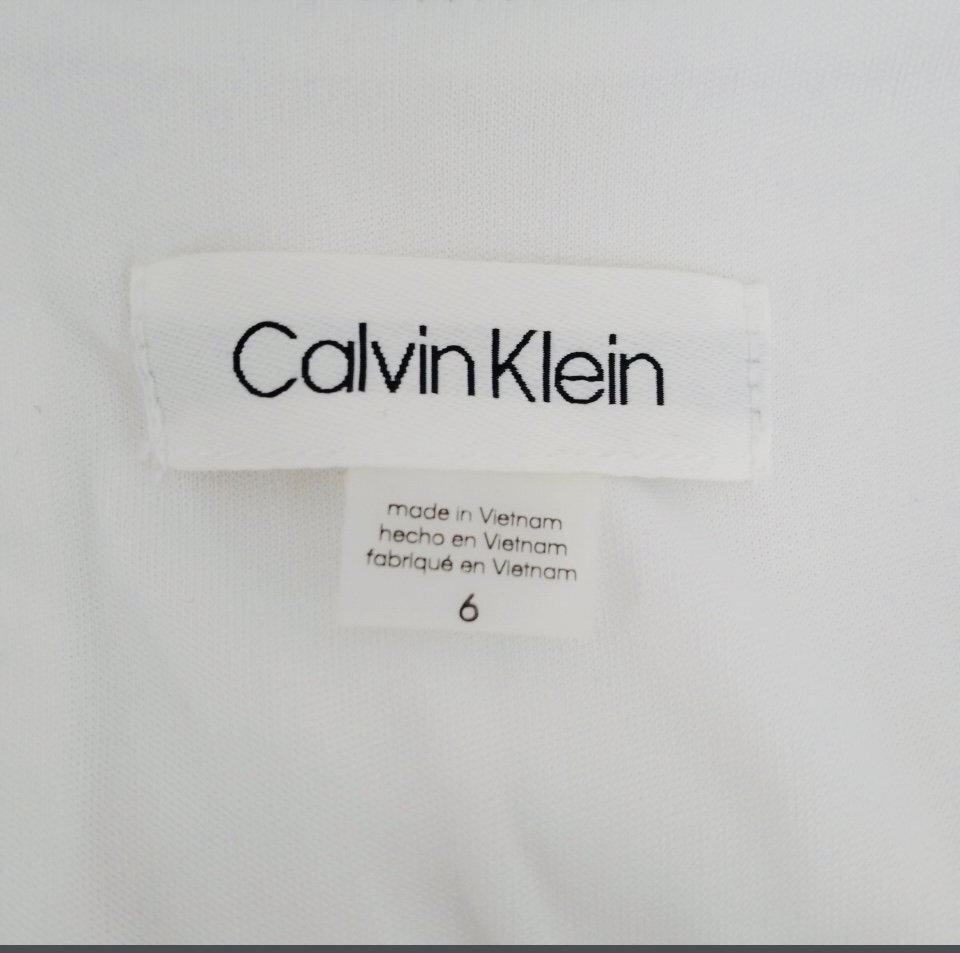 Calvin Klein
made in Vietnam
hecho en Vietnam
fabriqué en Vietnam
6